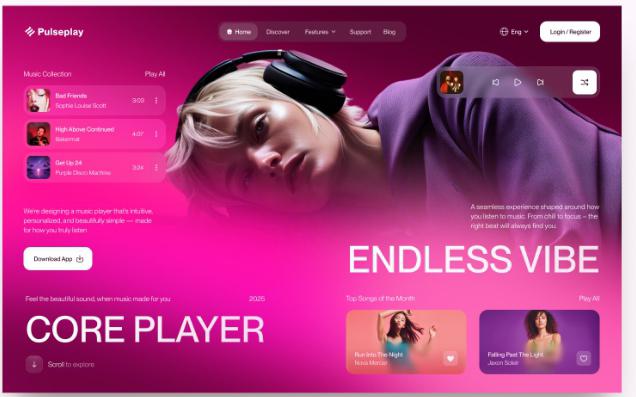 Pulseplay
Home Discover Features Support Blog
Eng
Login / Register
Music Collection Play All
Bad Friends
Sophie Louise Scott
3:03
High Above Continued
Bakermat
4:07
Get Up 24
Purple Disco Machine
3:24
We're designing a music player that's intuitive,
personalized, and beautifully simple — made
for how you truly listen
Download App
A seamless experience shaped around how
you listen to music. From chill to focus – the
right beat will always find you.
ENDLESS VIBE
Feel the beautiful sound, when music made for you 2025
CORE PLAYER
Scroll to explore
Top Songs of the Month Play All
Run Into The Night
Nova Mercer
Falling Past The Light
Jaxon Soleir